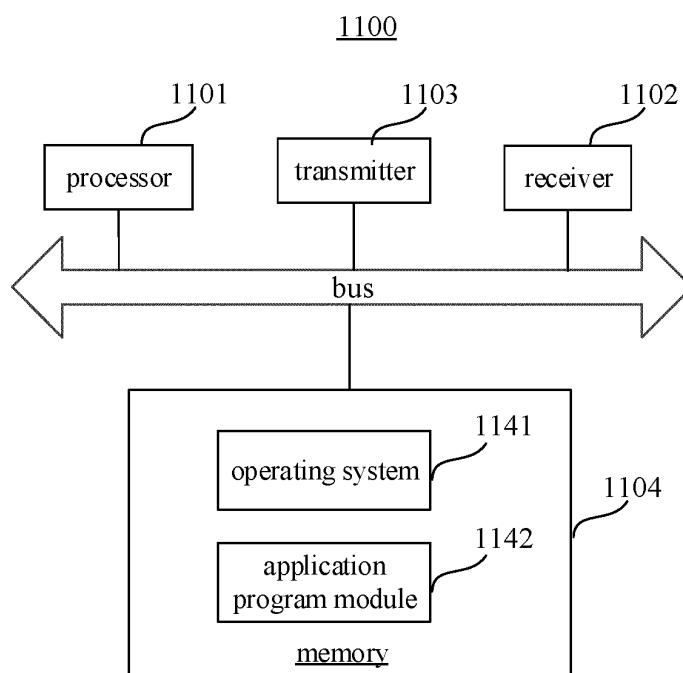 1100
1101
1103
1102
processor
transmitter
receiver
bus
1141
operating system
1104
1142
application
program module
memory